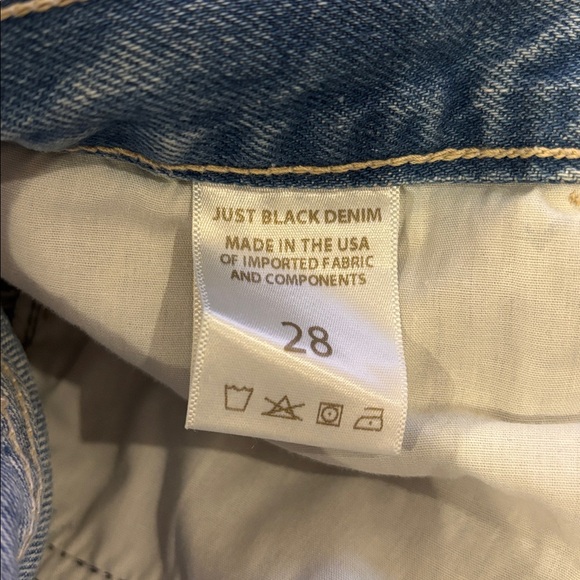 JUST BLACK DENIM
MADE IN THE USA
OF IMPORTED FABRIC
AND COMPONENTS
28